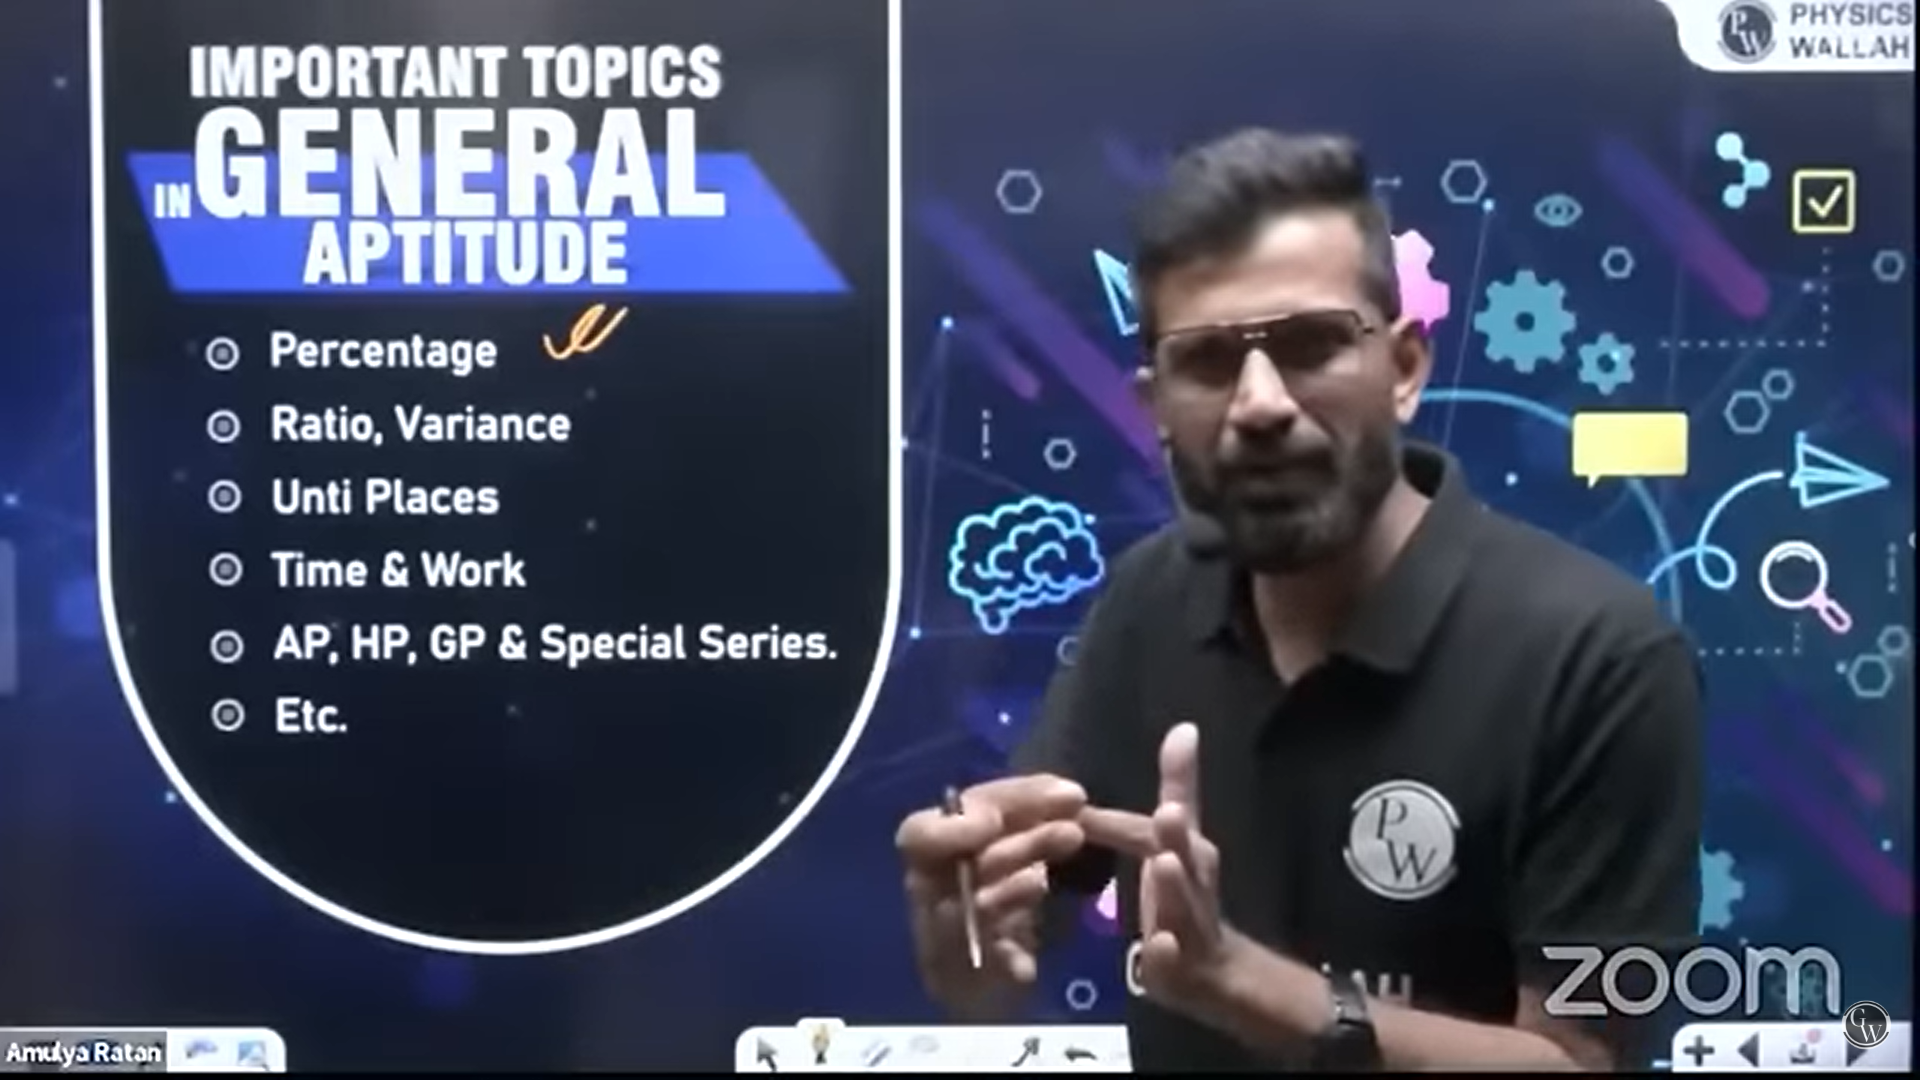 IMPORTANT TOPICS
IN GENERAL
APTITUDE
Percentage
Ratio, Variance
Unti Places
Time & Work
AP, HP, GP & Special Series.
Etc.
PW
PHYSICS
WALLAH
P
W
zoom
GW
Amulya Ratan